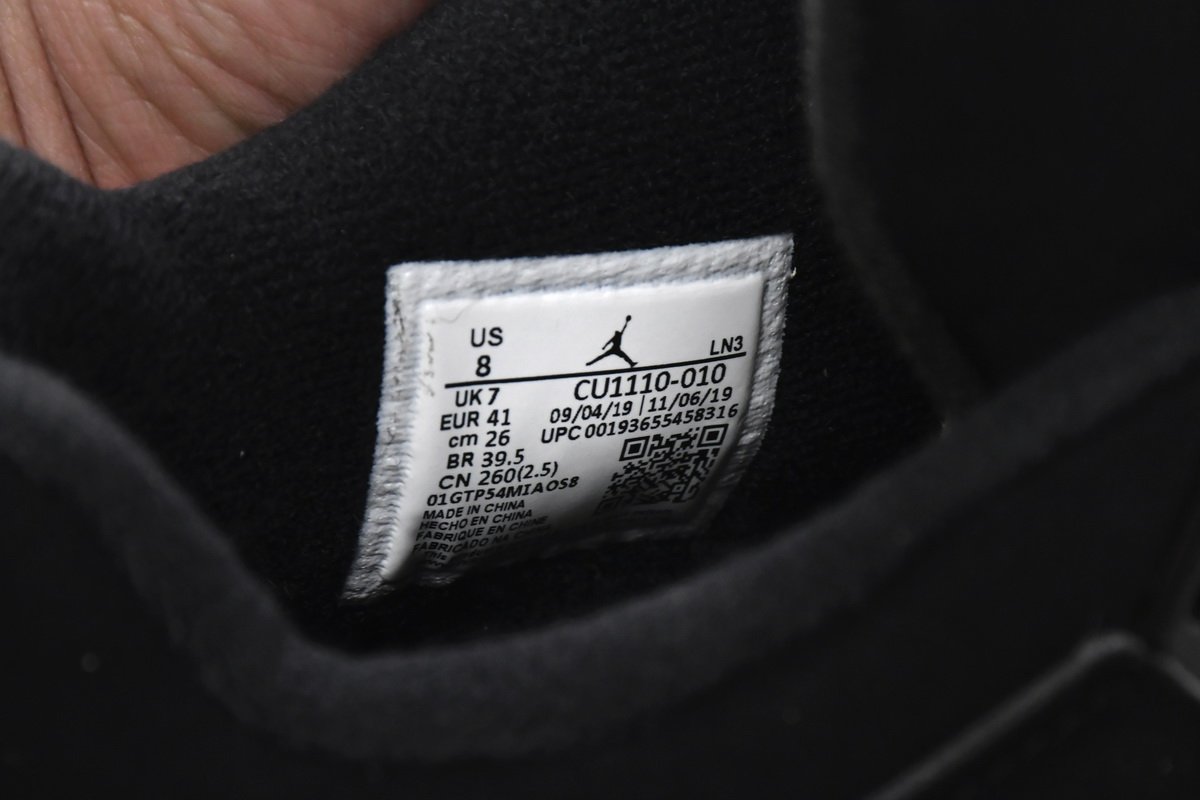 US
8
LN3
UK 7
CU1110-010
EUR 41
09/04/19 | 11/06/19
cm 26
UPC 00193655458316
BR 39.5
CN 260(2.5)
01GTP54MIAOS8
MADE IN CHINA
HECHO EN CHINA
FABRIQUE EN CHINE
FABRICADO NA CHINA